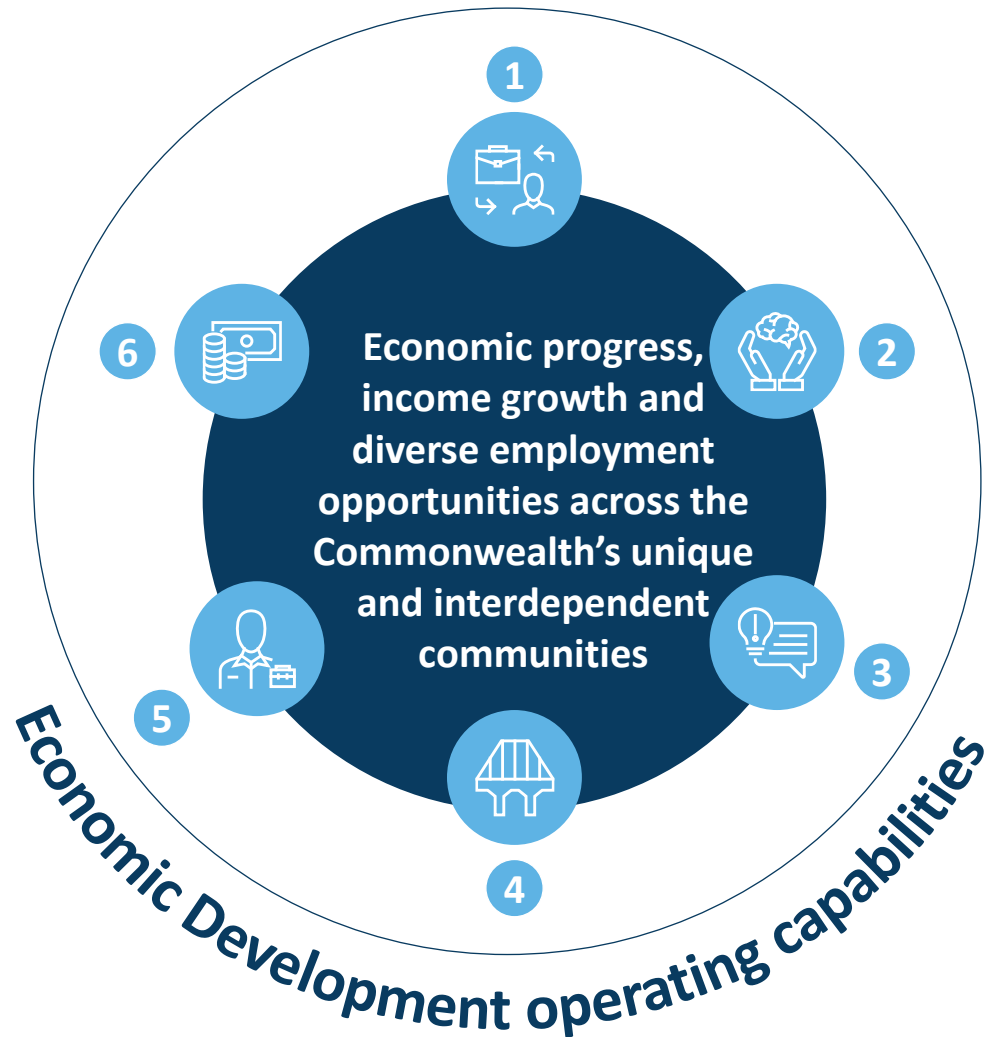 1
2
3
4
5
6
Economic progress,
income growth and
diverse employment
opportunities across the
Commonwealth’s unique
and interdependent
communities
Economic Development operating capabilities